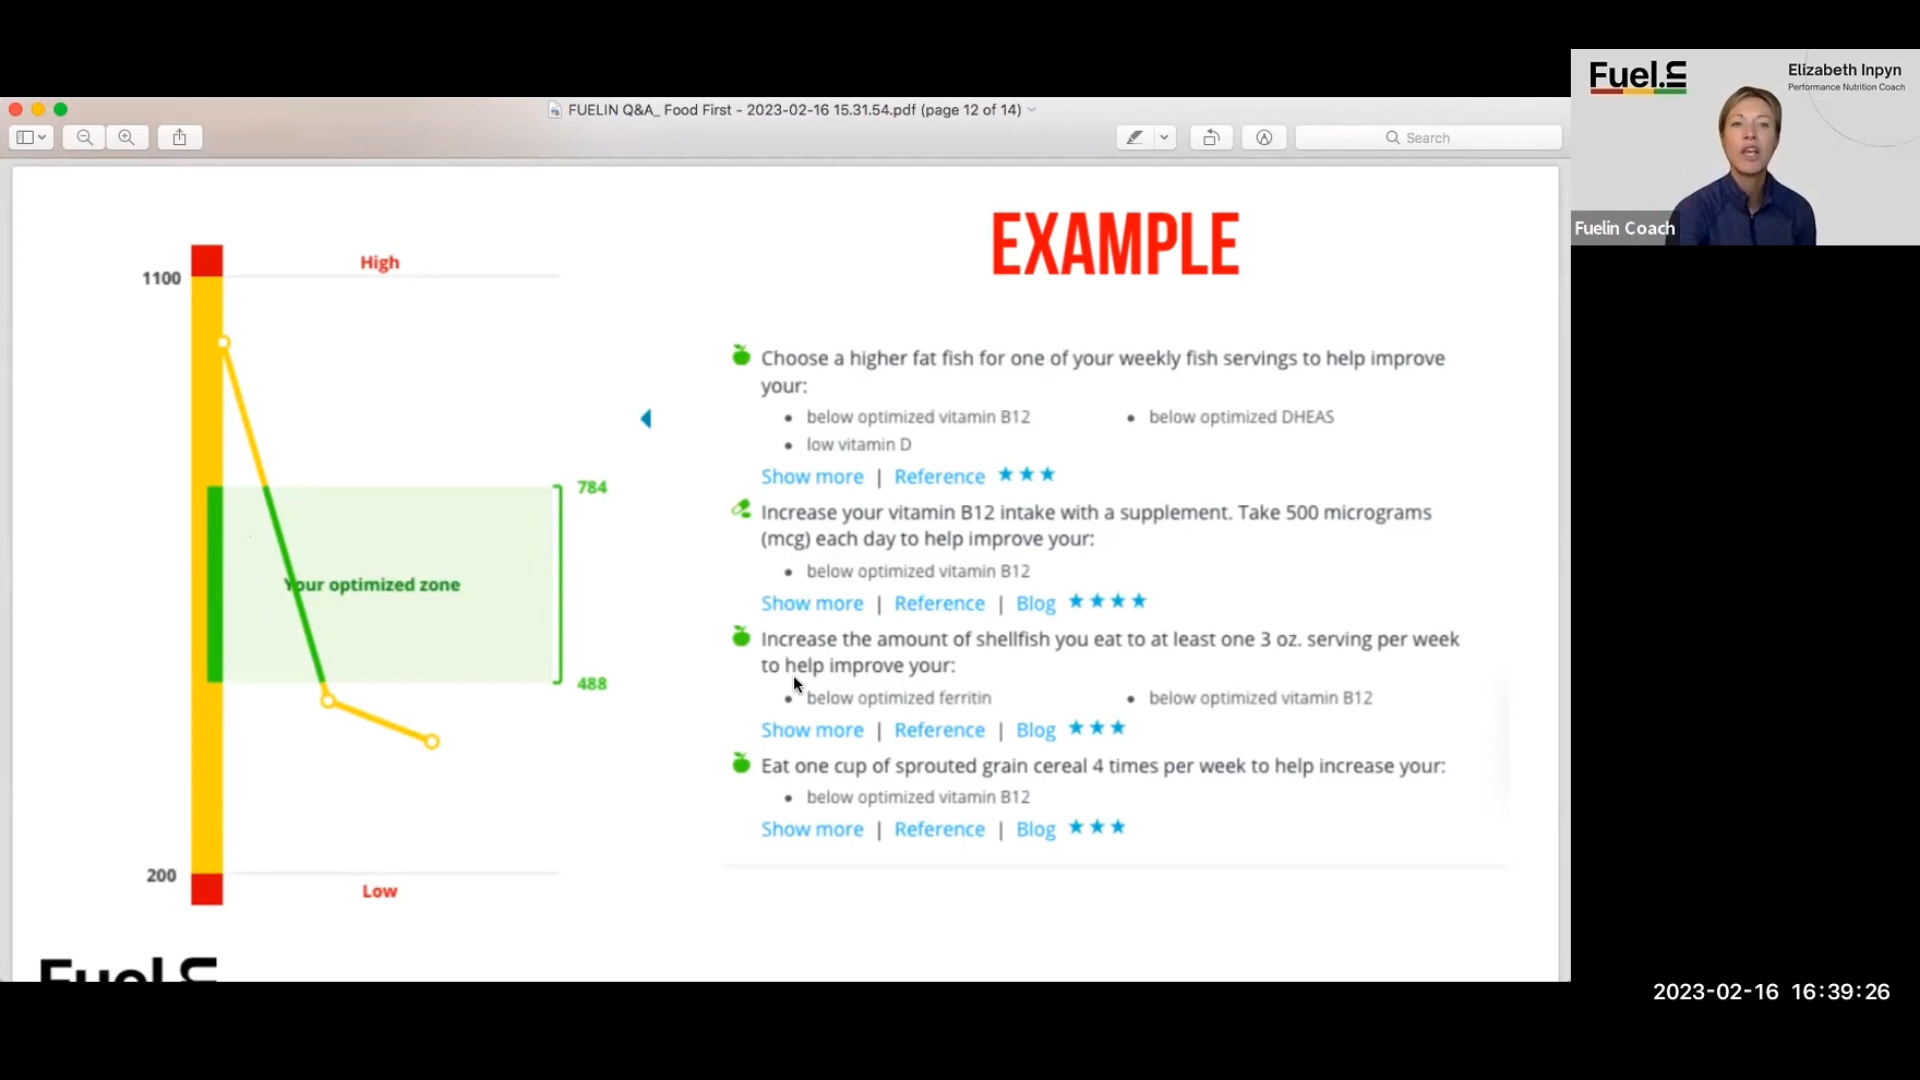 FUELIN Q&A_ Food First - 2023-02-16 15.31.54.pdf (page 12 of 14)
Search
Fuel.in
Elizabeth Inpyn
Performance Nutrition Coach
Fuelin Coach
EXAMPLE
1100
High
784
Your optimized zone
488
200
Low
Choose a higher fat fish for one of your weekly fish servings to help improve
your:
below optimized vitamin B12
below optimized DHEAS
low vitamin D
Show more | Reference ★★★
Increase your vitamin B12 intake with a supplement. Take 500 micrograms
(mcg) each day to help improve your:
below optimized vitamin B12
Show more | Reference | Blog ★★★★
Increase the amount of shellfish you eat to at least one 3 oz. serving per week
to help improve your:
below optimized ferritin
below optimized vitamin B12
Show more | Reference | Blog ★★★
Eat one cup of sprouted grain cereal 4 times per week to help increase your:
below optimized vitamin B12
Show more | Reference | Blog ★★★
Fuel.in
2023-02-16 16:39:26